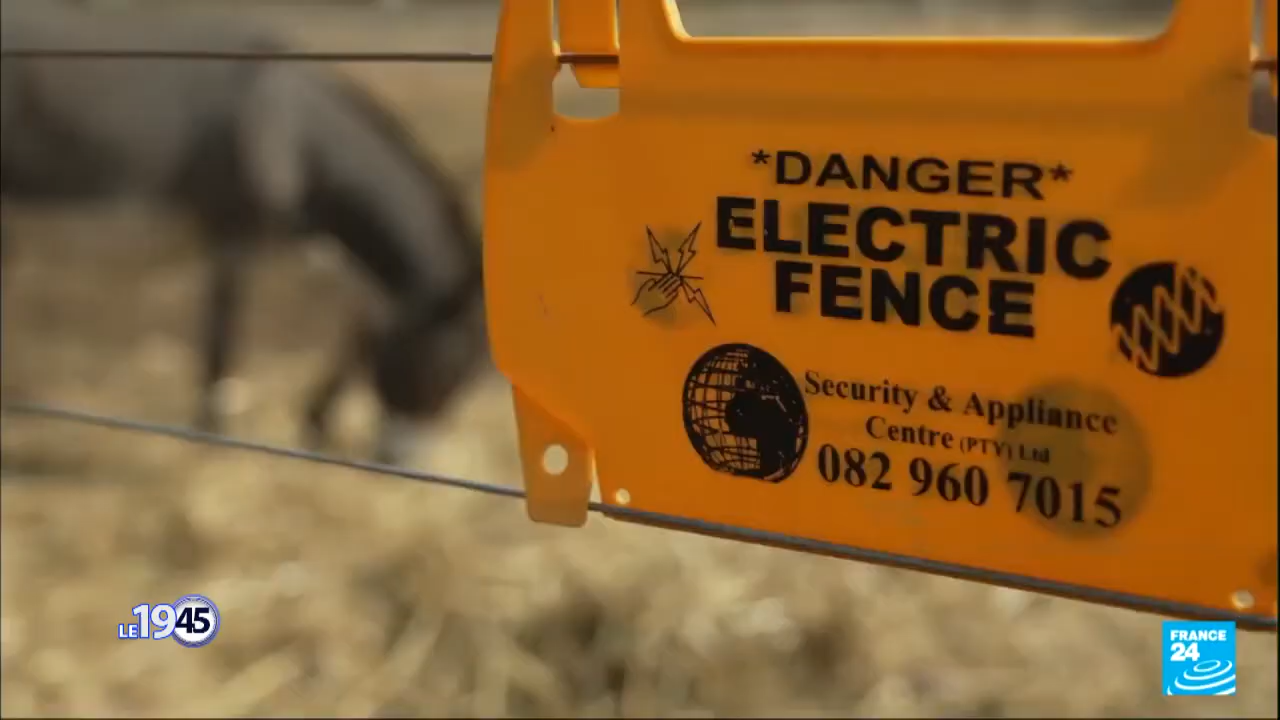 *DANGER*
ELECTRIC
FENCE
Security & Appliance
Centre (PTY) Ltd
082 960 7015
LE 1945
FRANCE
24